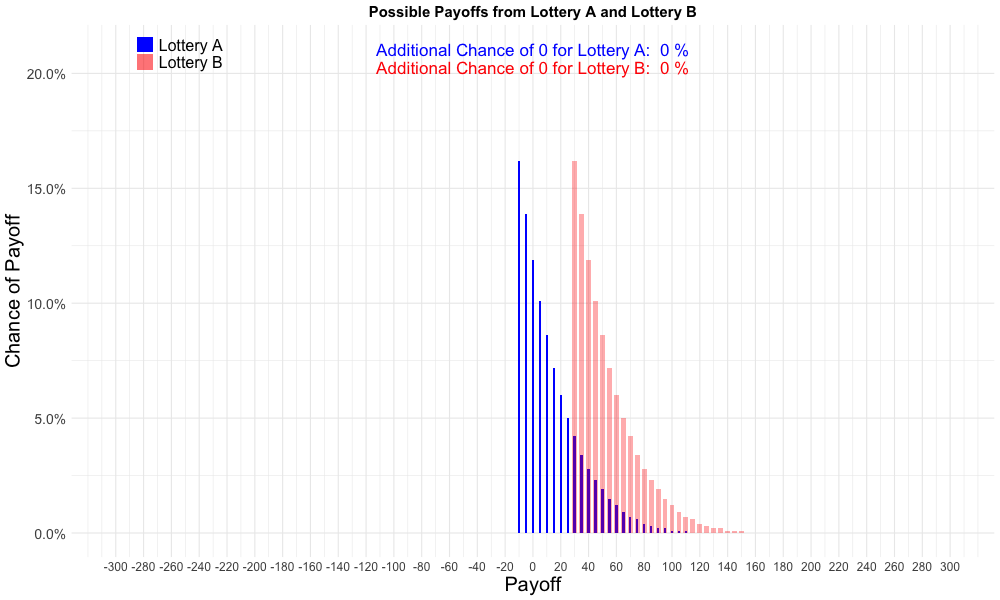 Possible Payoffs from Lottery A and Lottery B
Lottery A
Lottery B
Additional Chance of 0 for Lottery A:  0 %
Additional Chance of 0 for Lottery B:  0 %
Chance of Payoff
20.0%
15.0%
10.0%
5.0%
0.0%
-300 -280 -260 -240 -220 -200 -180 -160 -140 -120 -100 -80 -60 -40 -20 0 20 40 60 80 100 120 140 160 180 200 220 240 260 280 300
Payoff